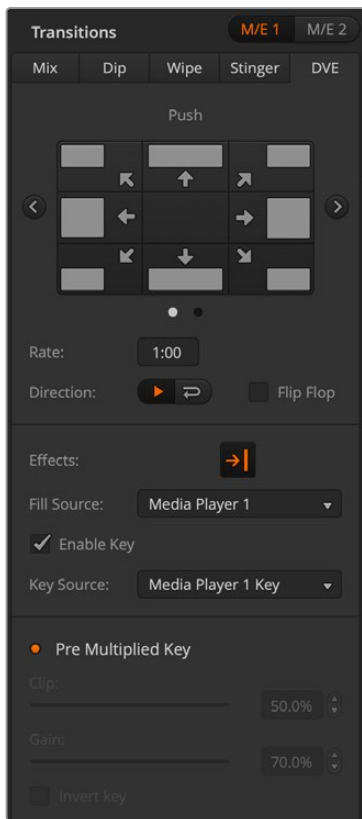 Transitions M/E 1 M/E 2
Mix Dip Wipe Stinger DVE
Push
Rate: 1:00
Direction: Flip Flop
Effects:
Fill Source: Media Player 1
Enable Key
Key Source: Media Player 1 Key
Pre Multiplied Key
Clip:
50.0%
Gain:
70.0%
Invert key